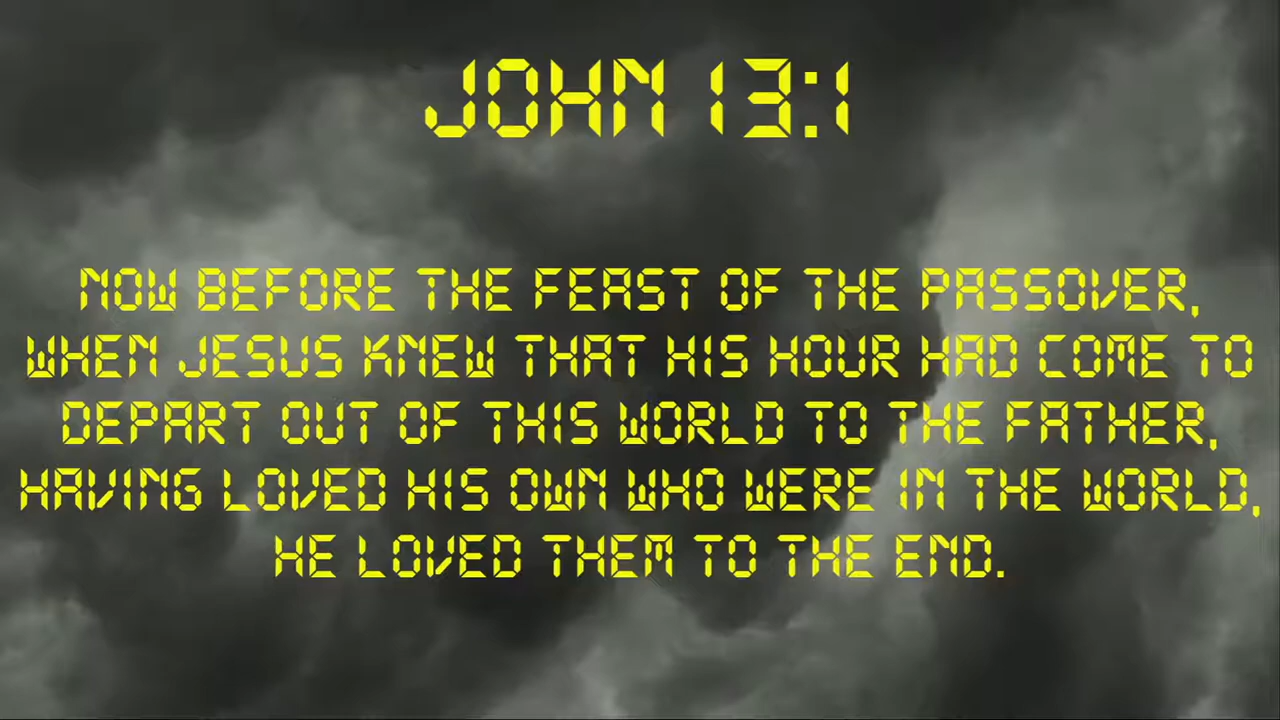 JOHN 13:1
NOW BEFORE THE FEAST OF THE PASSOVER,
WHEN JESUS KNEW THAT HIS HOUR HAD COME TO
DEPART OUT OF THIS WORLD TO THE FATHER,
HAVING LOVED HIS OWN WHO WERE IN THE WORLD,
HE LOVED THEM TO THE END.